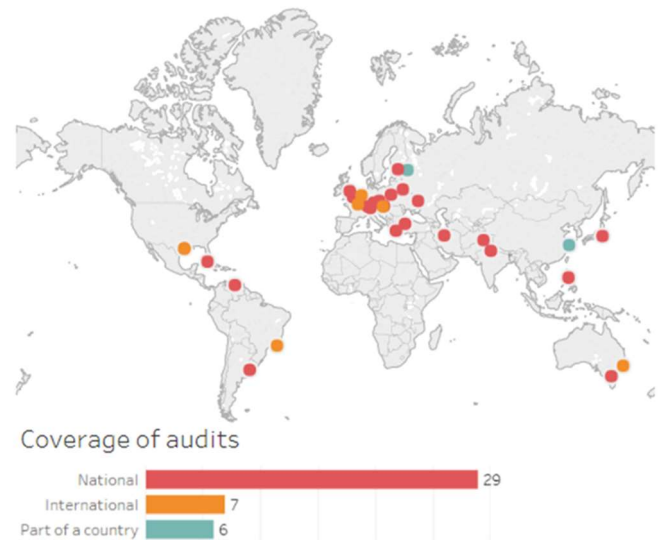 Coverage of audits
National 29
International 7
Part of a country 6